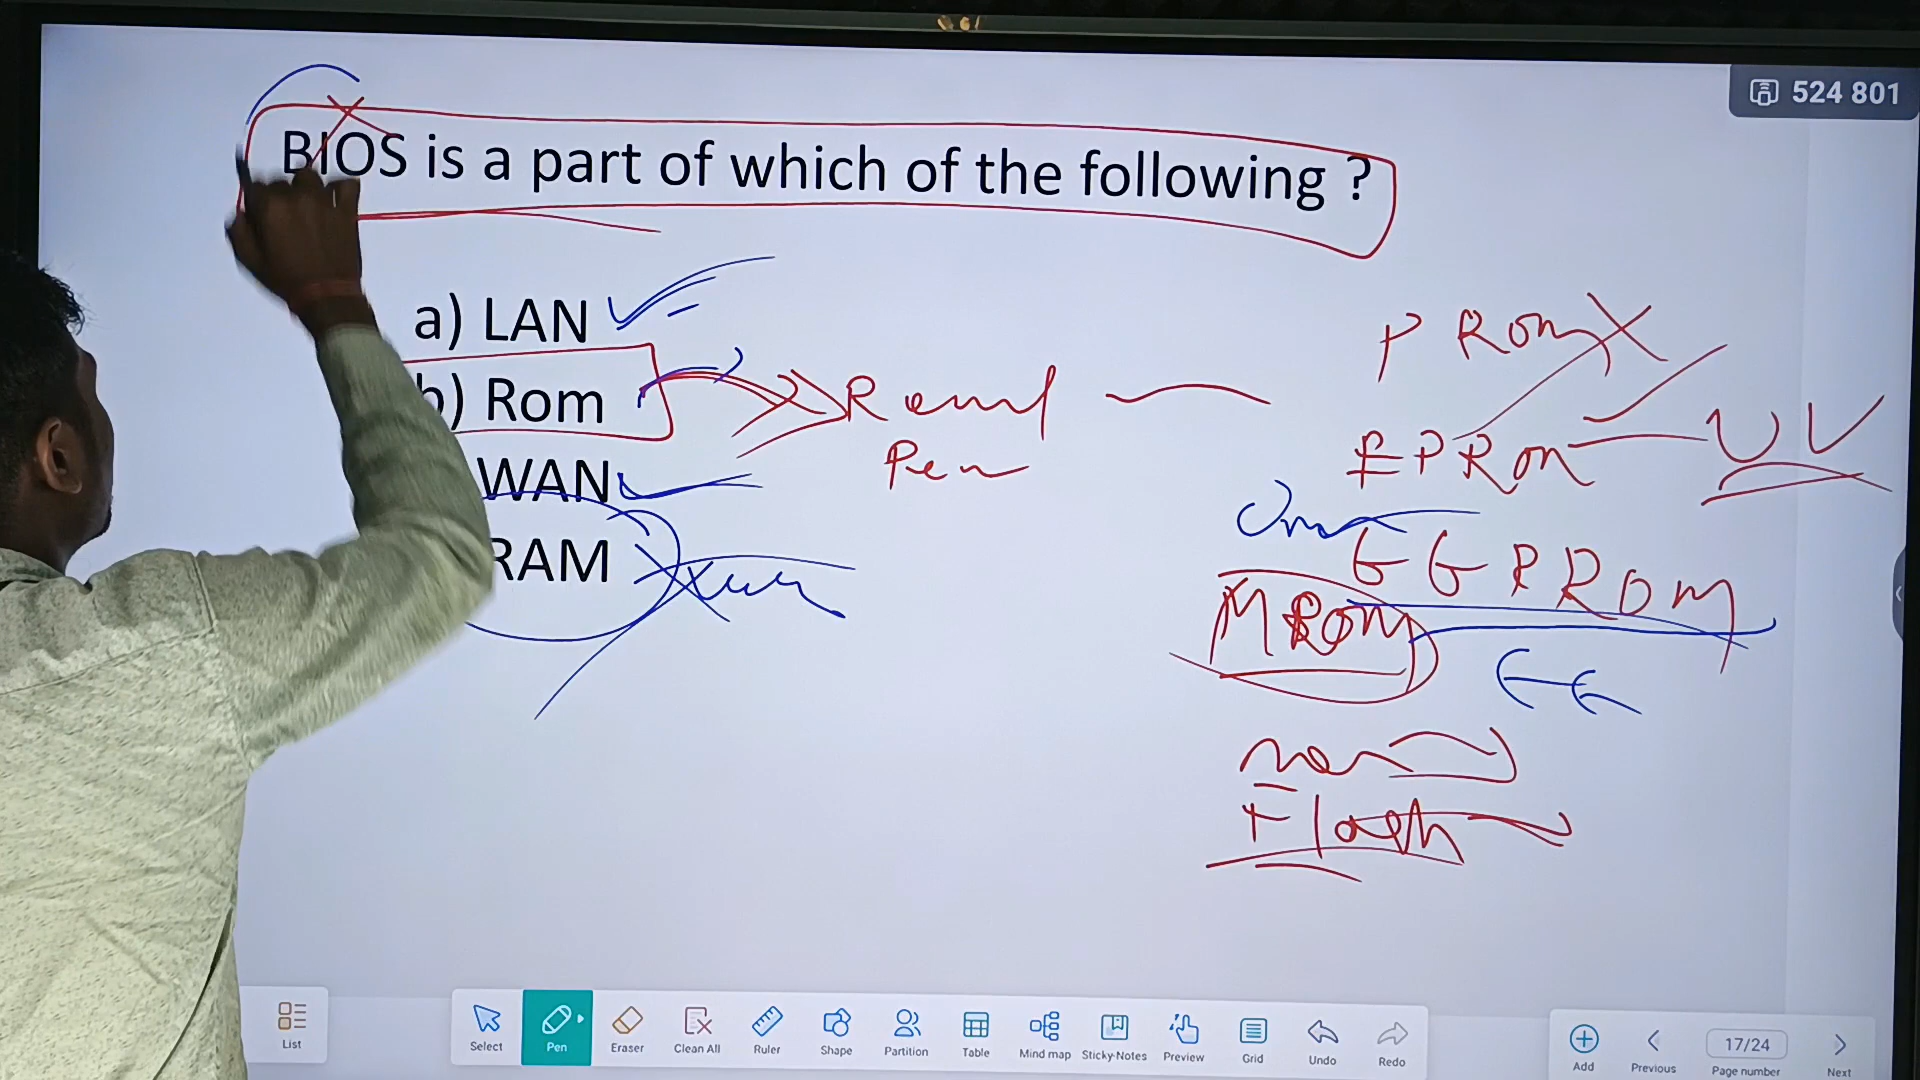 524 801
BIOS is a part of which of the following ?
a) LAN
b) Rom
WAN
RAM
P Rom
EPRom
UV
EEPROM
MROM
Flash
List
Select
Pen
Eraser
Clean All
Ruler
Shape
Partition
Table
Mind map
Sticky-Notes
Preview
Grid
Undo
Redo
Add
Previous
17/24
Page number
Next